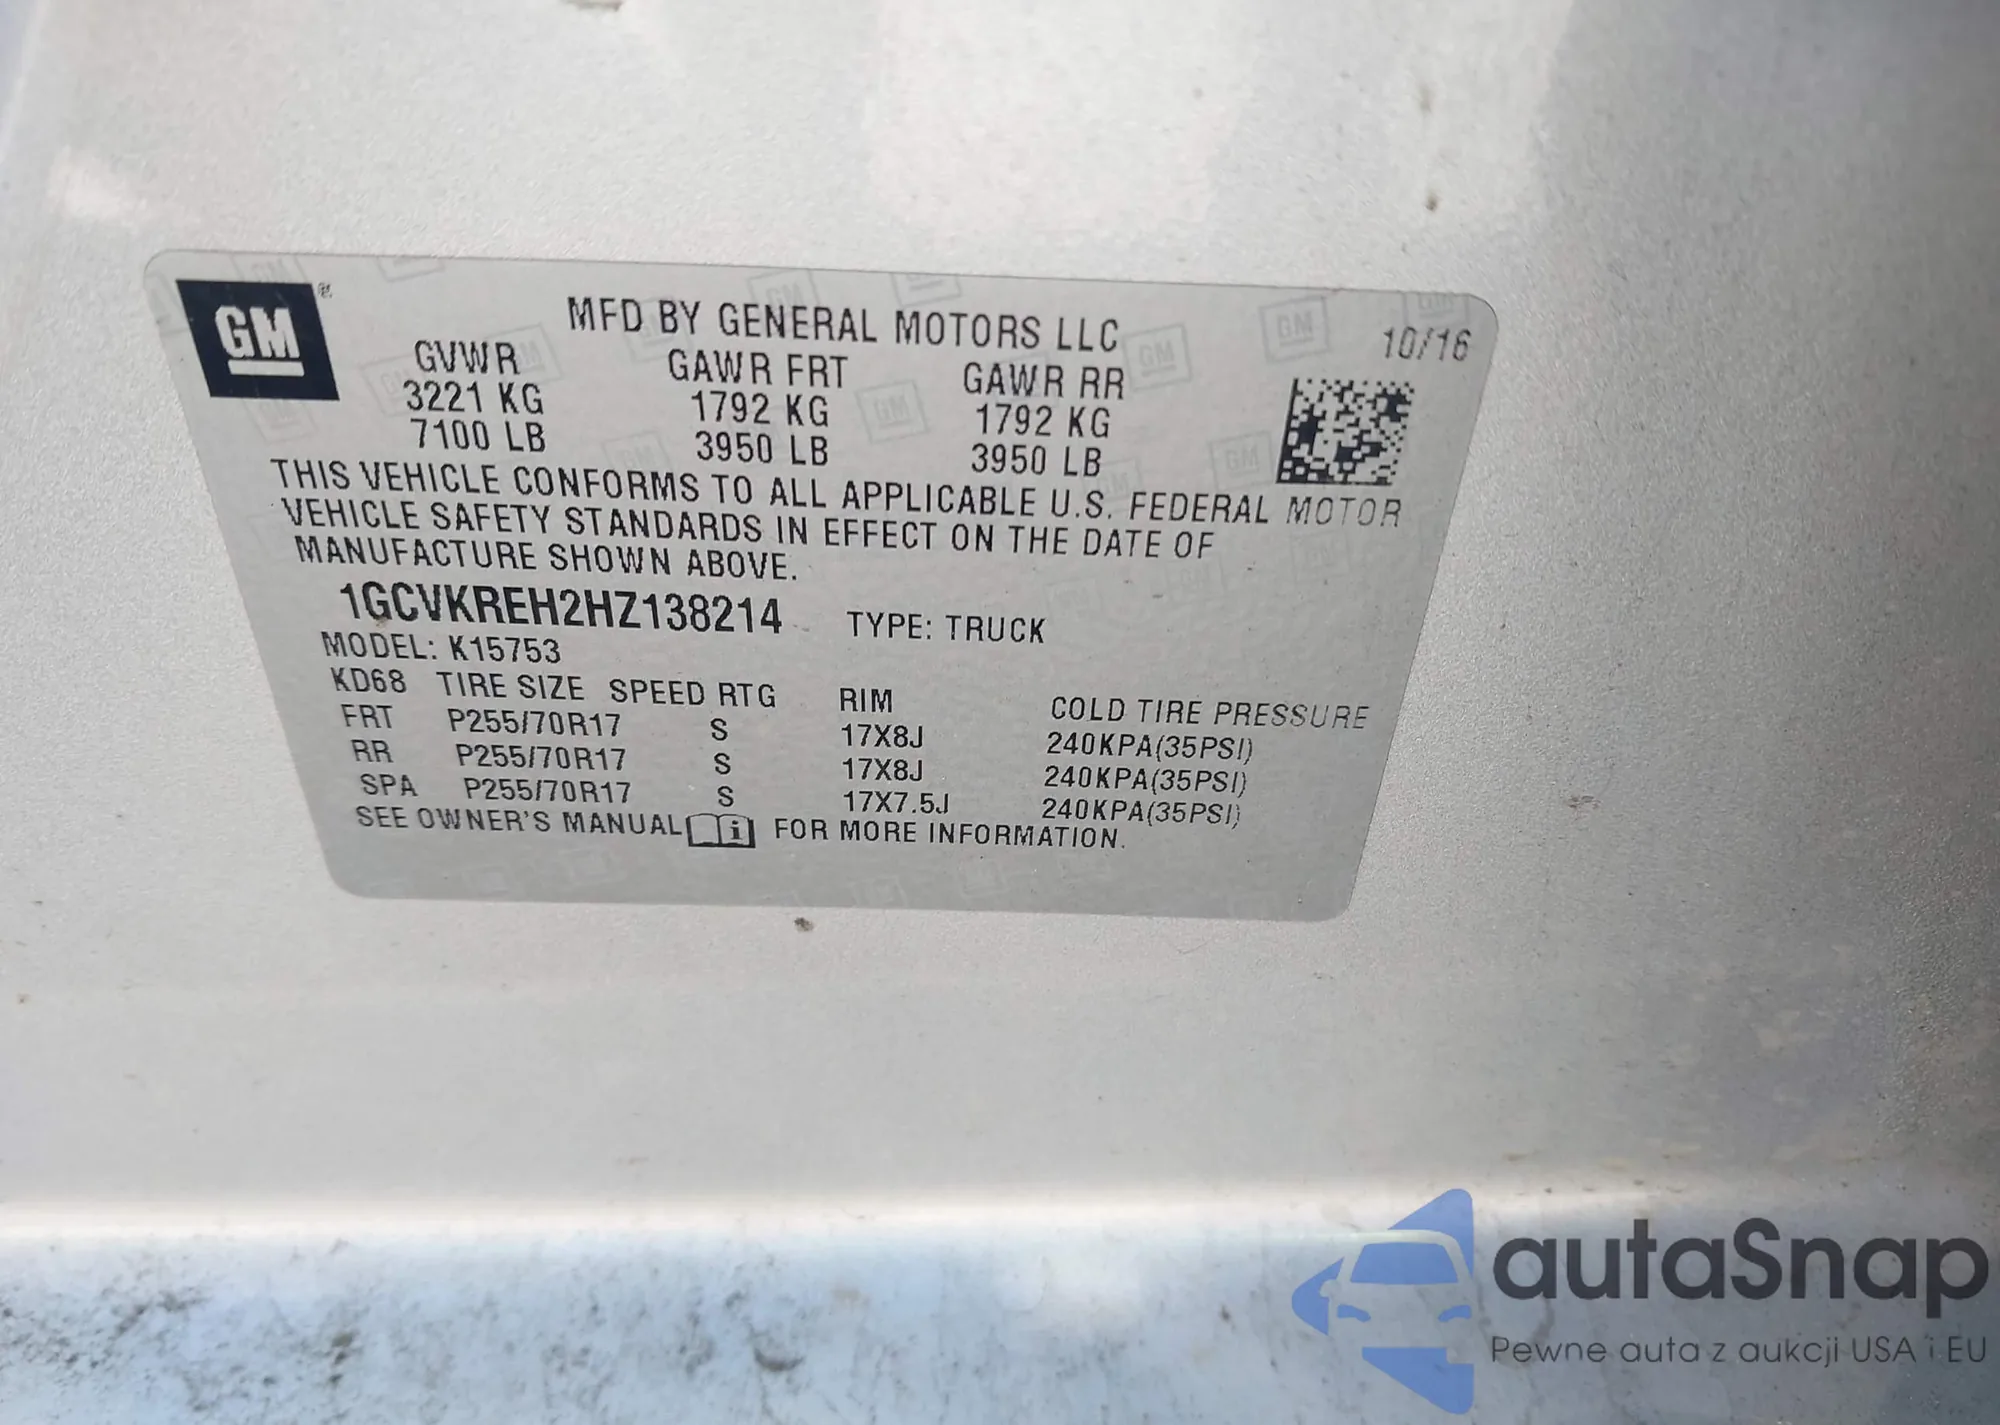 GM®
MFD BY GENERAL MOTORS LLC 10/16
GVWR GAWR FRT GAWR RR
3221 KG 1792 KG 1792 KG
7100 LB 3950 LB 3950 LB
THIS VEHICLE CONFORMS TO ALL APPLICABLE U.S. FEDERAL MOTOR
VEHICLE SAFETY STANDARDS IN EFFECT ON THE DATE OF
MANUFACTURE SHOWN ABOVE.
1GCVKREH2HZ138214 TYPE: TRUCK
MODEL: K15753
KD68 TIRE SIZE SPEED RTG RIM COLD TIRE PRESSURE
FRT P255/70R17 S 17X8J 240KPA(35PSI)
RR P255/70R17 S 17X8J 240KPA(35PSI)
SPA P255/70R17 S 17X7.5J 240KPA(35PSI)
SEE OWNER'S MANUAL i FOR MORE INFORMATION.
autaSnap
Pewne auta z aukcji USA i EU